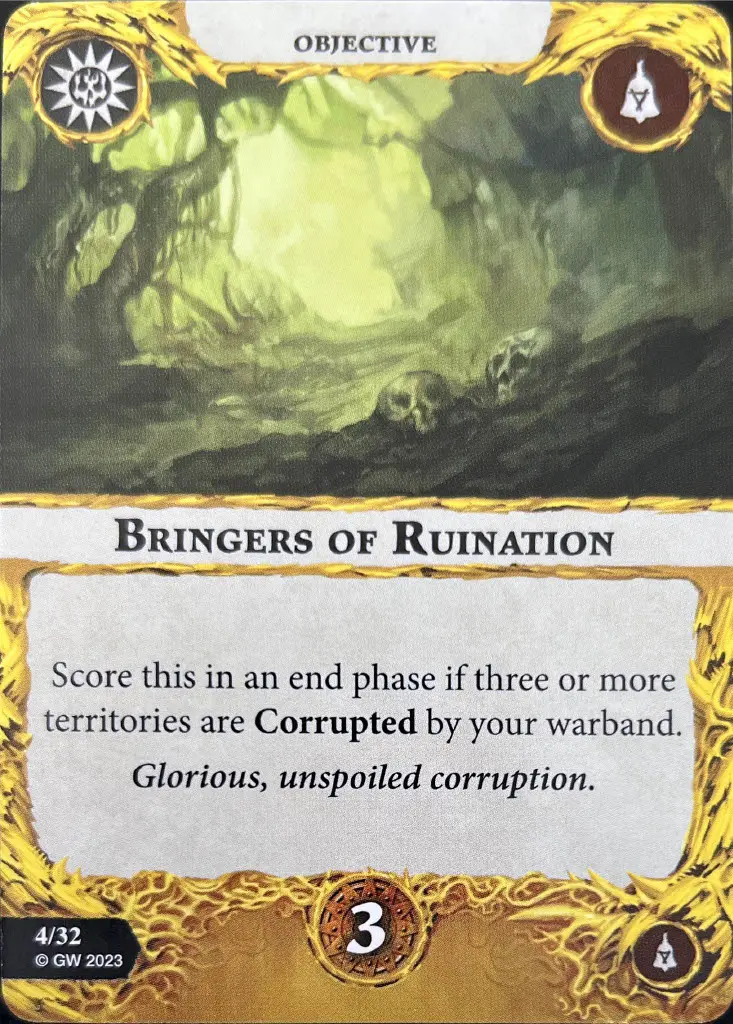 OBJECTIVE
BRINGERS OF RUINATION
Score this in an end phase if three or more
territories are Corrupted by your warband.
Glorious, unspoiled corruption.
3
4/32
© GW 2023